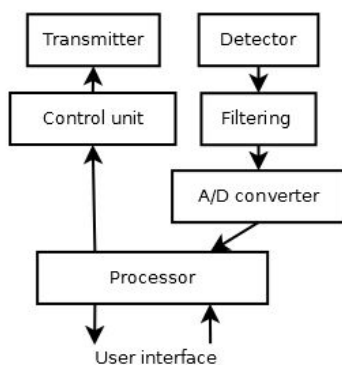 Transmitter
Detector
Control unit
Filtering
A/D converter
Processor
User interface